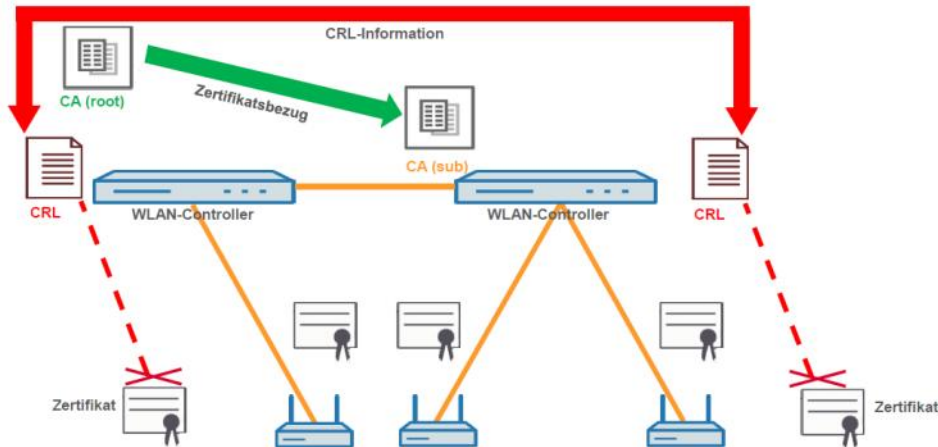 CRL-Information
CA (root)
Zertifikatsbezug
CA (sub)
CRL
WLAN-Controller
WLAN-Controller
CRL
Zertifikat
Zertifikat